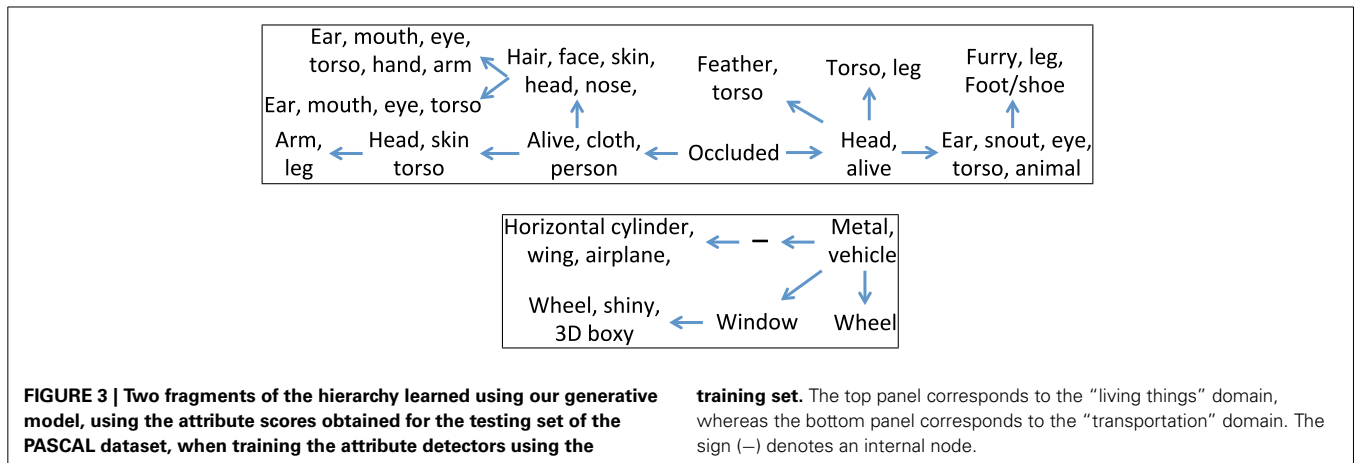 Ear, mouth, eye,
torso, hand, arm
Hair, face, skin,
head, nose,
Feather,
torso
Torso, leg
Furry, leg,
Foot/shoe
Ear, mouth, eye, torso
Arm,
leg
Head, skin
torso
Alive, cloth,
person
Occluded
Head,
alive
Ear, snout, eye,
torso, animal
Horizontal cylinder,
wing, airplane,
–
Metal,
vehicle
Wheel, shiny,
3D boxy
Window
Wheel
FIGURE 3 | Two fragments of the hierarchy learned using our generative
model, using the attribute scores obtained for the testing set of the
PASCAL dataset, when training the attribute detectors using the
training set. The top panel corresponds to the “living things” domain,
whereas the bottom panel corresponds to the “transportation” domain. The
sign (−) denotes an internal node.